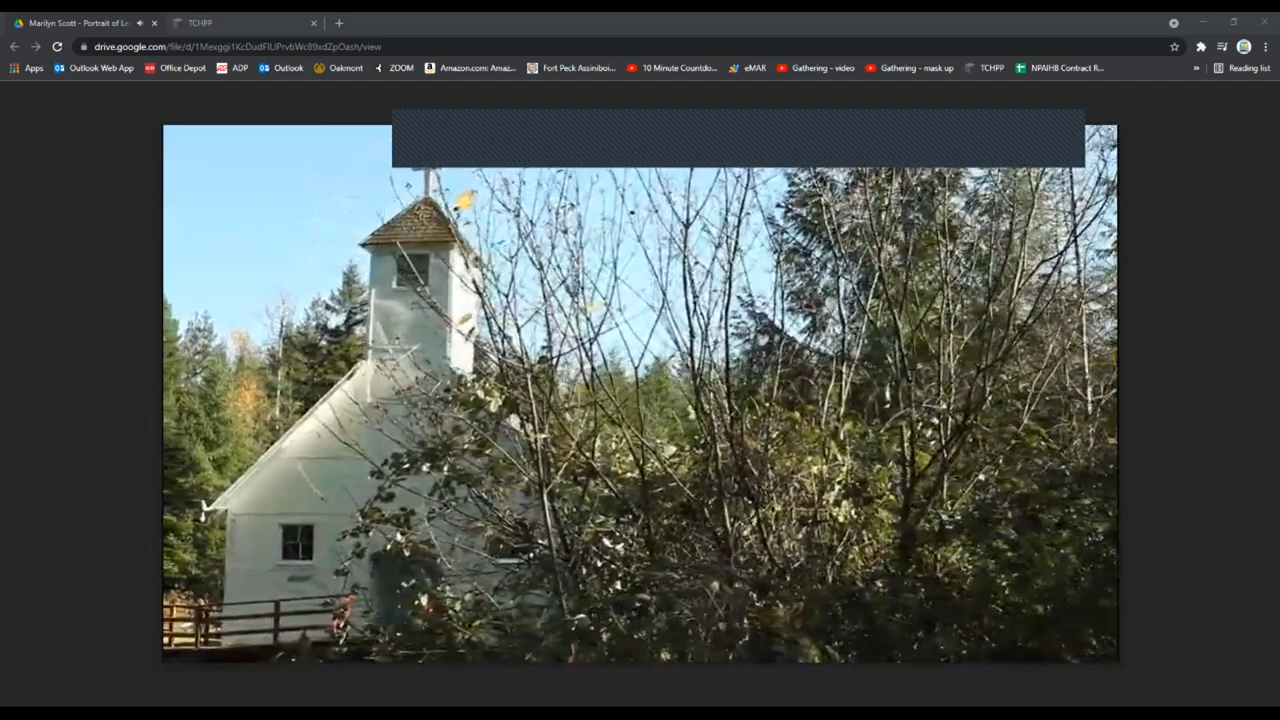 Marilyn Scott - Portrait of Le
TCHPP
drive.google.com/file/d/1Mexggi1KcDudFlLlPrvbWc89xdZpOash/view
Apps Outlook Web App Office Depot ADP Outlook Oakmont ZOOM Amazon.com: Amaz... Fort Peck Assiniboi... 10 Minute Countdo... eMAR Gathering - video Gathering - mask up TCHPP NPAIHB Contract R... » Reading list